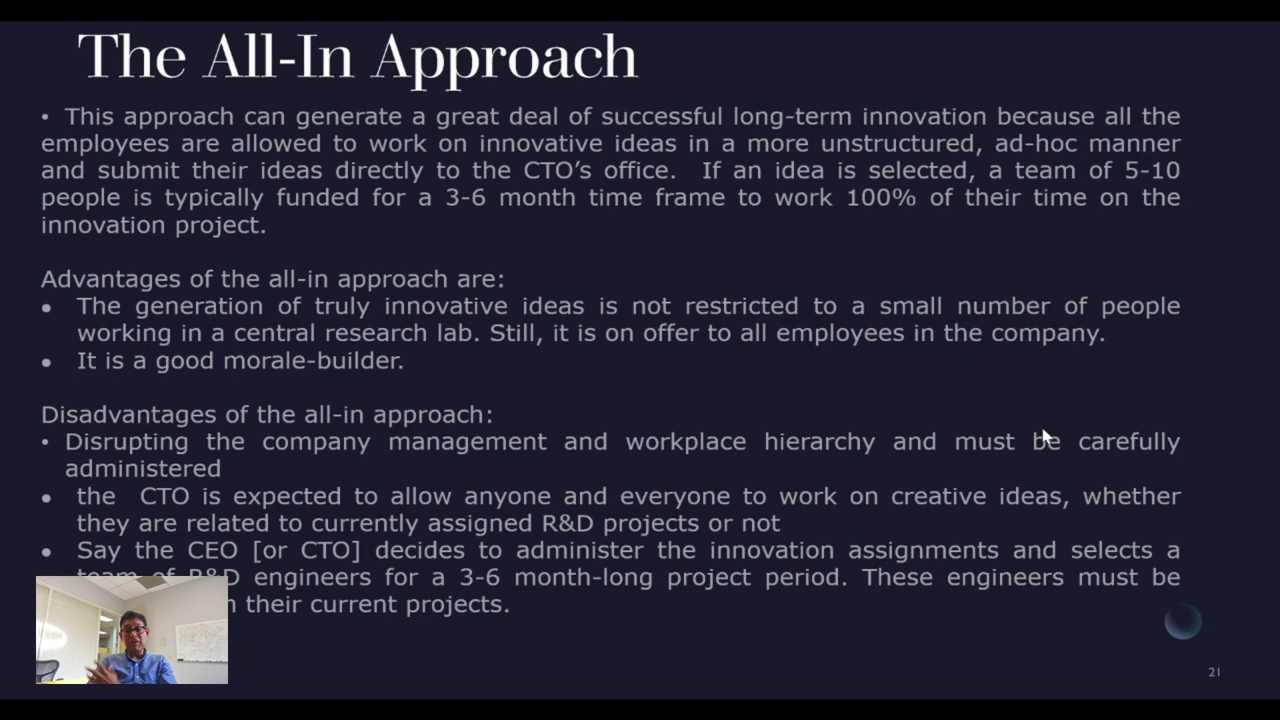 The All-In Approach
• This approach can generate a great deal of successful long-term innovation because all the
employees are allowed to work on innovative ideas in a more unstructured, ad-hoc manner
and submit their ideas directly to the CTO’s office. If an idea is selected, a team of 5-10
people is typically funded for a 3-6 month time frame to work 100% of their time on the
innovation project.
Advantages of the all-in approach are:
• The generation of truly innovative ideas is not restricted to a small number of people
working in a central research lab. Still, it is on offer to all employees in the company.
• It is a good morale-builder.
Disadvantages of the all-in approach:
• Disrupting the company management and workplace hierarchy and must be carefully
administered
• the CTO is expected to allow anyone and everyone to work on creative ideas, whether
they are related to currently assigned R&D projects or not
• Say the CEO [or CTO] decides to administer the innovation assignments and selects a
team of R&D engineers for a 3-6 month-long project period. These engineers must be
their current projects.
21